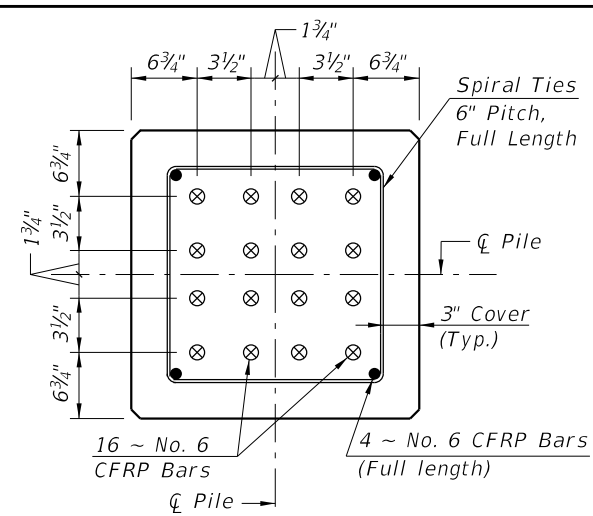 1¾"
6¾" 3½" 3½" 6¾"
Spiral Ties
6" Pitch,
Full Length
6¾"
3½"
1¾"
3½"
6¾"
℄ Pile
3" Cover
(Typ.)
16 ~ No. 6
CFRP Bars
4 ~ No. 6 CFRP Bars
(Full length)
℄ Pile